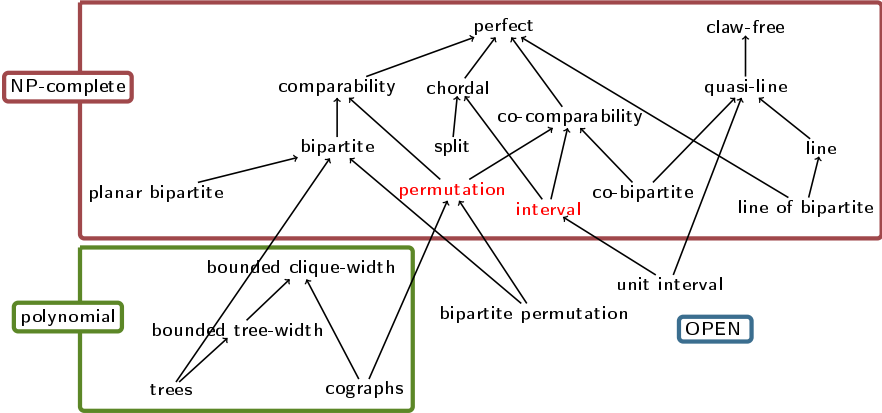 perfect
claw-free
NP-complete
comparability
chordal
quasi-line
co-comparability
bipartite
split
line
planar bipartite
permutation
co-bipartite
interval
line of bipartite
bounded clique-width
unit interval
polynomial
bipartite permutation
bounded tree-width
OPEN
trees
cographs